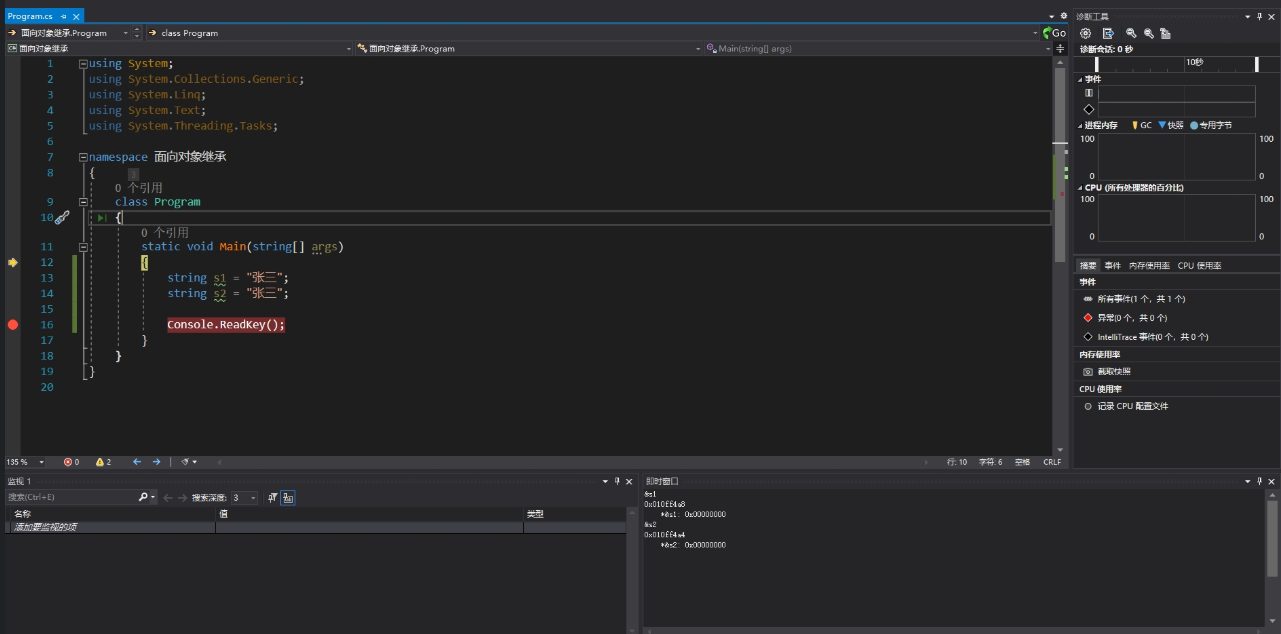 Program.cs
面向对象继承.Program
class Program
Go
面向对象继承
面向对象继承.Program
Main(string[] args)
1 using System;
2 using System.Collections.Generic;
3 using System.Linq;
4 using System.Text;
5 using System.Threading.Tasks;
6
7 namespace 面向对象继承
8 {
0 个引用
9 class Program
10 {
0 个引用
11 static void Main(string[] args)
12 {
13 string s1 = "张三";
14 string s2 = "张三";
15
16 Console.ReadKey();
17 }
18 }
19 }
20
135 % 0 2 行: 10 字符: 6 空格 CRLF
诊断工具
诊断会话: 0 秒
10秒
事件
进程内存 GC 快照 专用字节
100 100
0 0
CPU (所有处理器的百分比)
100 100
0 0
摘要 事件 内存使用率 CPU 使用率
事件
所有事件(1 个，共 1 个)
异常(0 个，共 0 个)
IntelliTrace 事件(0 个，共 0 个)
内存使用率
截取快照
CPU 使用率
记录 CPU 配置文件
监视 1
搜索(Ctrl+E) 搜索深度: 3
名称 值 类型
添加要监视的项
即时窗口
&s1
0x010ff4a8
*&s1: 0x00000000
&s2
0x010ff4a4
*&s2: 0x00000000